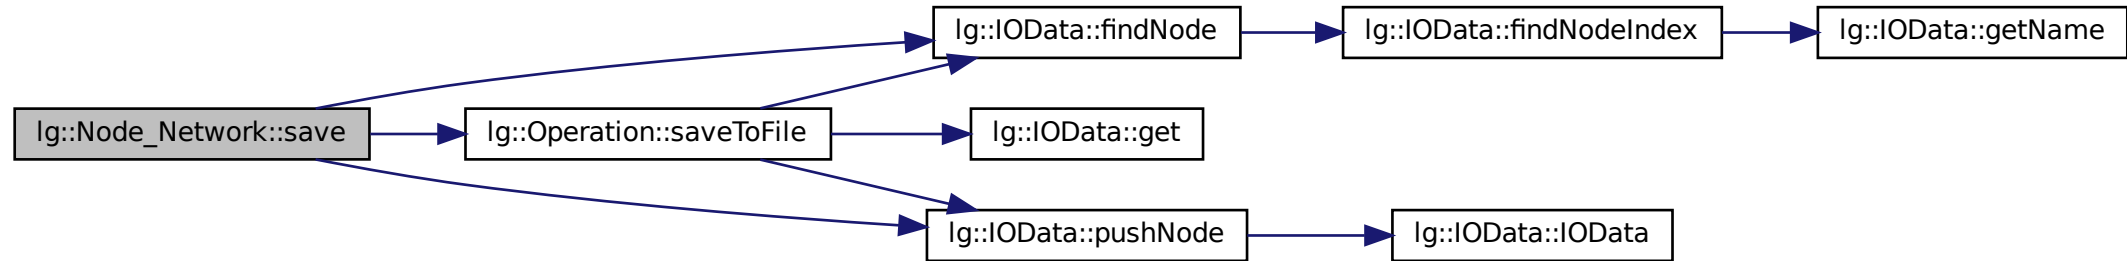 lg::IOData::findNode
lg::IOData::findNodeIndex
lg::IOData::getName
lg::Node_Network::save
lg::Operation::saveToFile
lg::IOData::get
lg::IOData::pushNode
lg::IOData::IOData